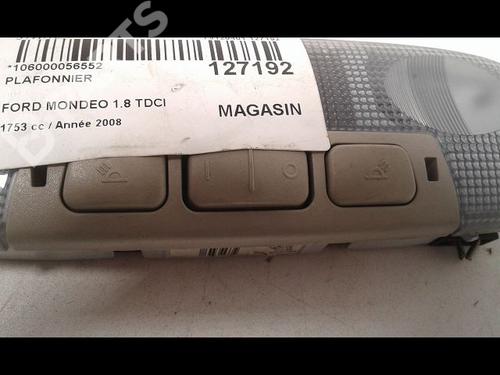 *106000056552
127192
PLAFONNIER
FORD MONDEO 1.8 TDCI
MAGASIN
1753 cc / Année 2008
I O